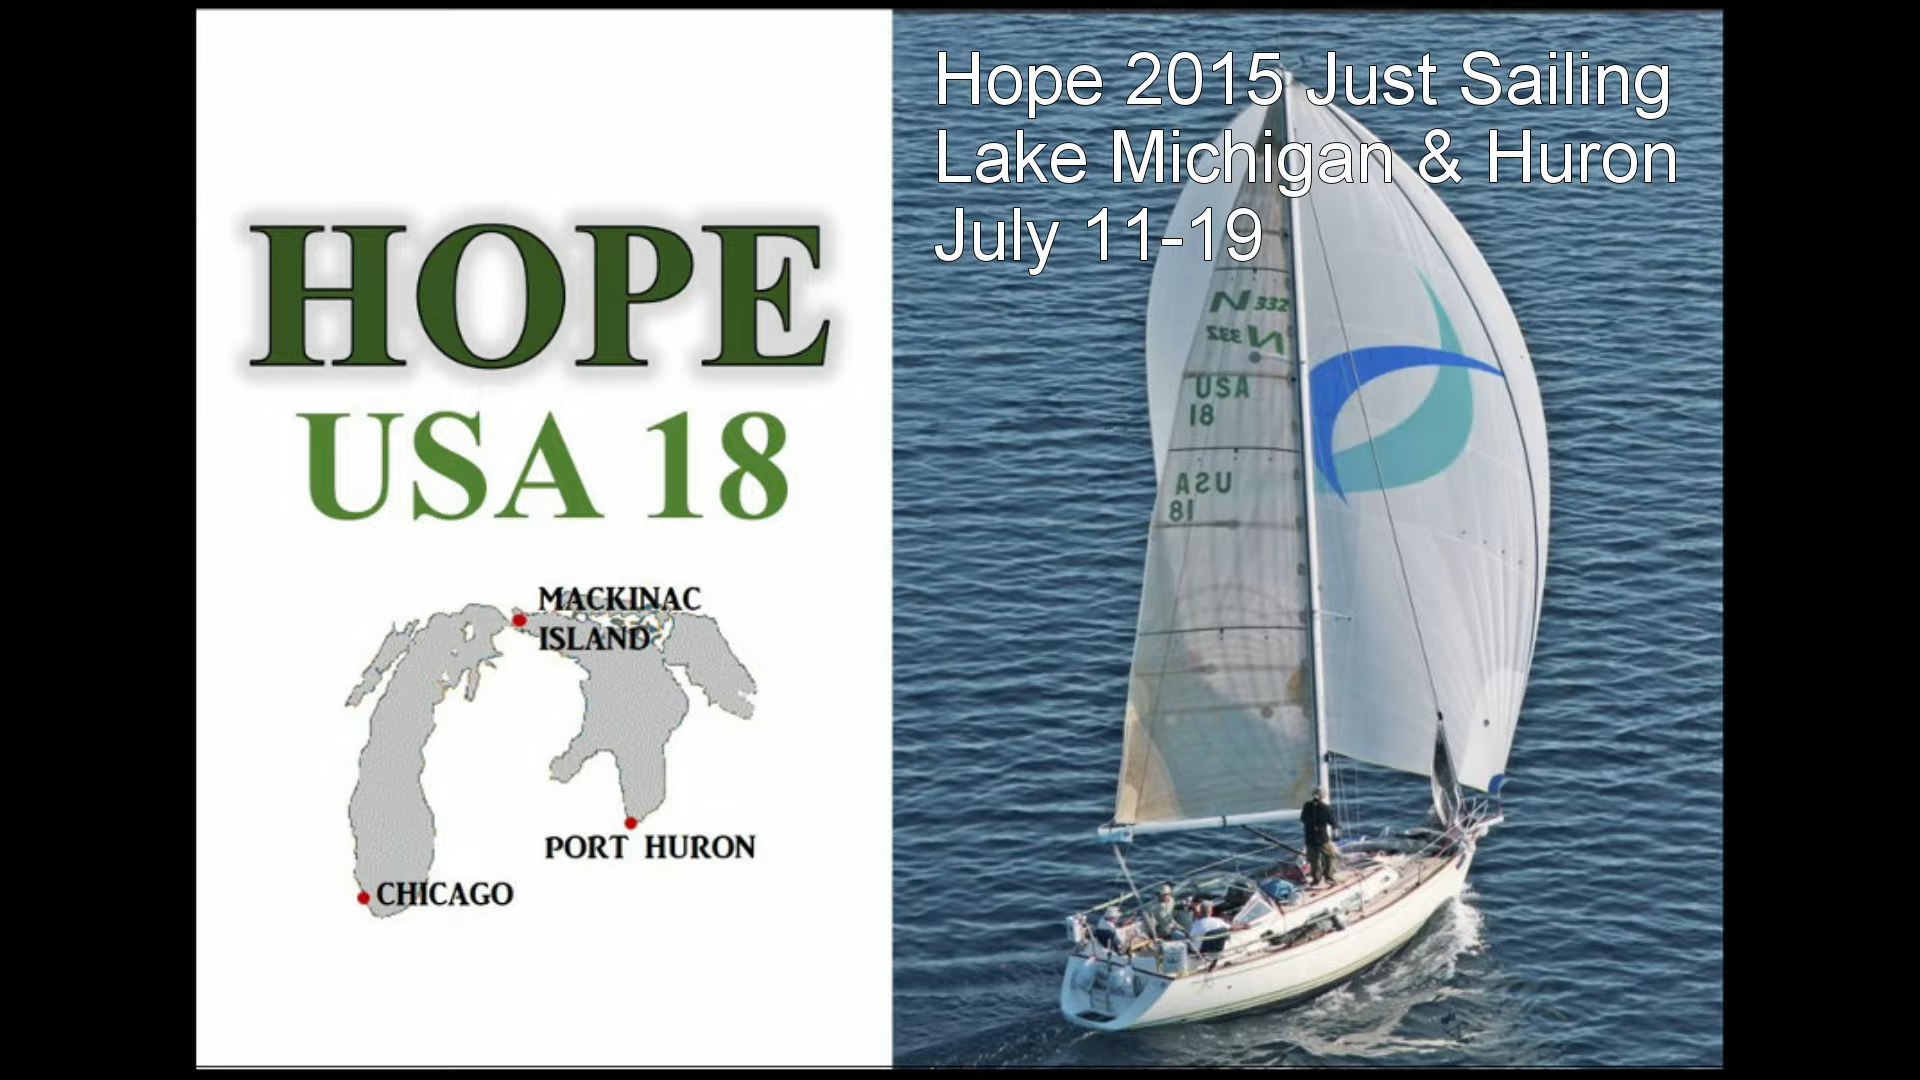 HOPE
USA 18
MACKINAC
ISLAND
PORT HURON
CHICAGO
Hope 2015 Just Sailing
Lake Michigan & Huron
July 11-19
N 332
332 N
USA
18
USA
18